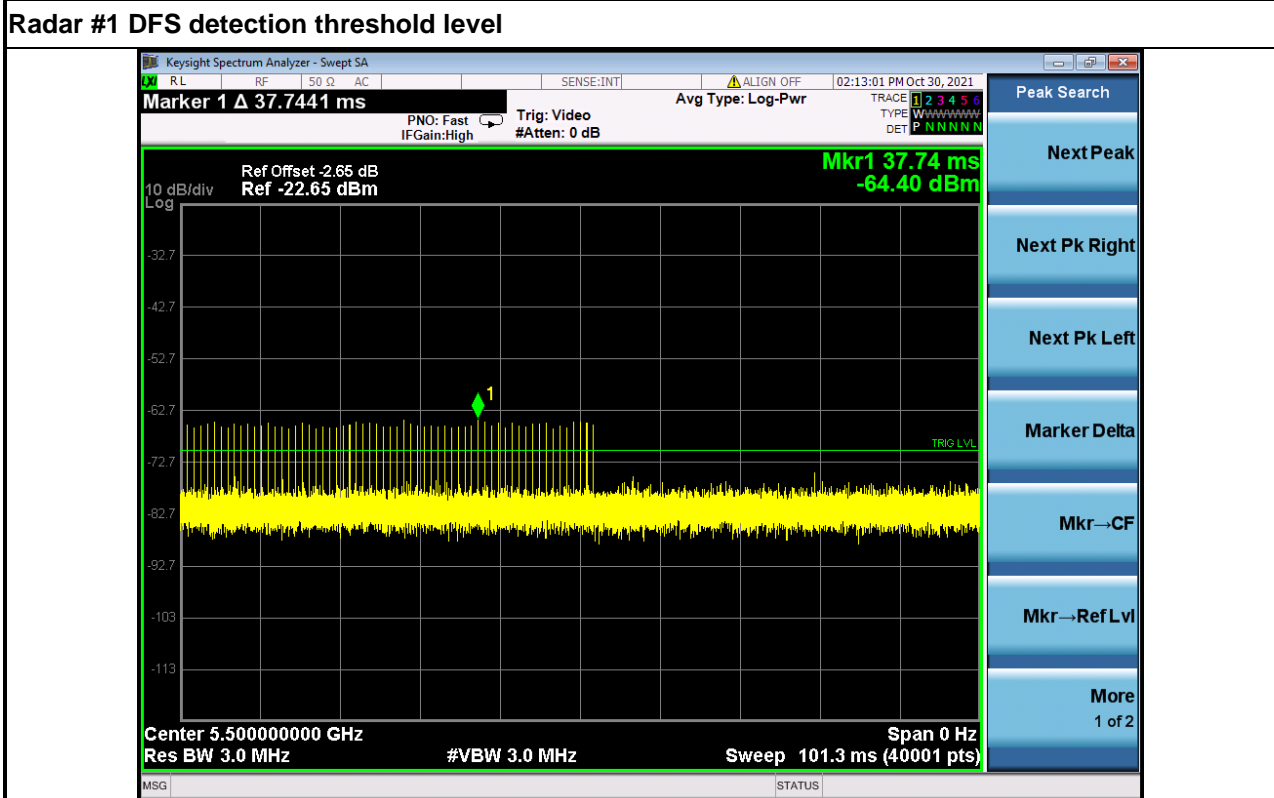 Radar #1 DFS detection threshold level
Keysight Spectrum Analyzer - Swept SA
LXI RL RF 50 Ω AC SENSE:INT ALIGN OFF 02:13:01 PM Oct 30, 2021
Marker 1 Δ 37.7441 ms
PNO: Fast
IFGain:High
Trig: Video
#Atten: 0 dB
Avg Type: Log-Pwr
TRACE 1 2 3 4 5 6
TYPE WWWWWW
DET P N N N N N
Ref Offset -2.65 dB
10 dB/div Ref -22.65 dBm
Log
Mkr1 37.74 ms
-64.40 dBm
-32.7
-42.7
-52.7
1
-62.7
TRIG LVL
-72.7
-82.7
-92.7
-103
-113
Center 5.500000000 GHz Span 0 Hz
Res BW 3.0 MHz #VBW 3.0 MHz Sweep 101.3 ms (40001 pts)
MSG STATUS
Peak Search
Next Peak
Next Pk Right
Next Pk Left
Marker Delta
Mkr→CF
Mkr→Ref Lvl
More
1 of 2